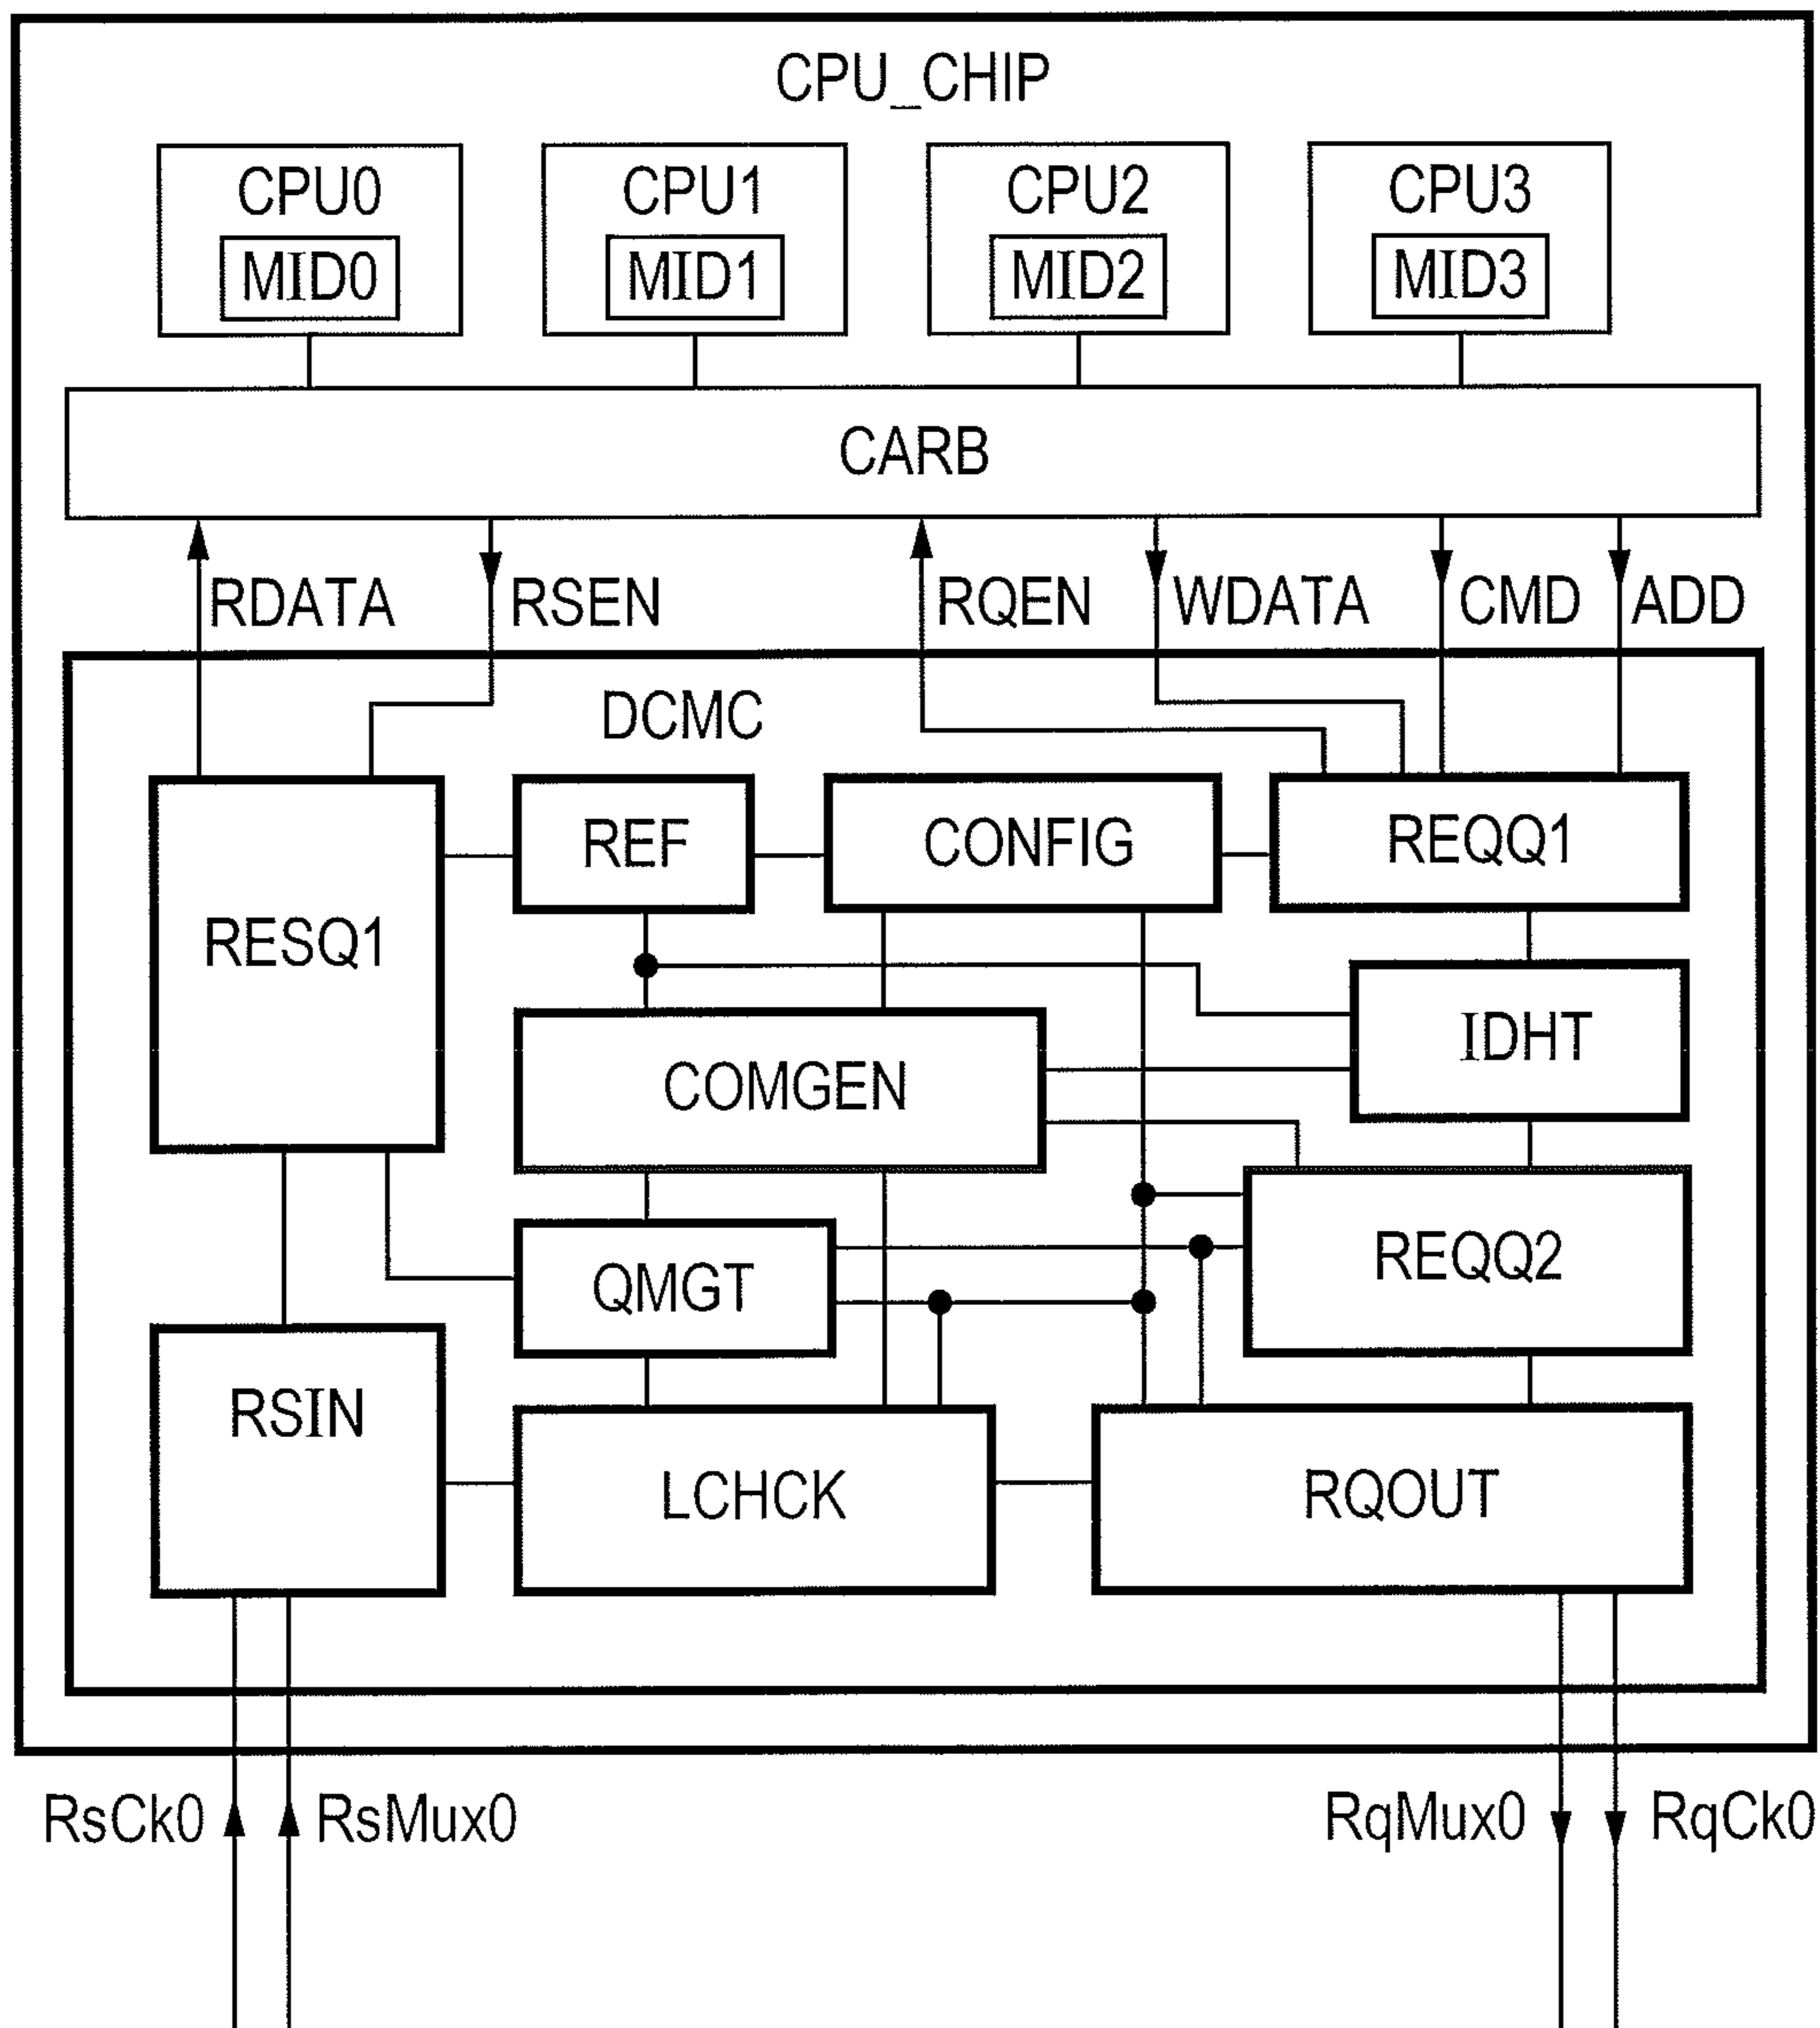 CPU_CHIP
CPU0 CPU1 CPU2 CPU3
MID0 MID1 MID2 MID3
CARB
RDATA RSEN RQEN WDATA CMD ADD
DCMC
REF CONFIG REQQ1
RESQ1
IDHT
COMGEN
REQQ2
QMGT
RSIN
LCHCK RQOUT
RsCk0 RsMux0 RqMux0 RqCk0